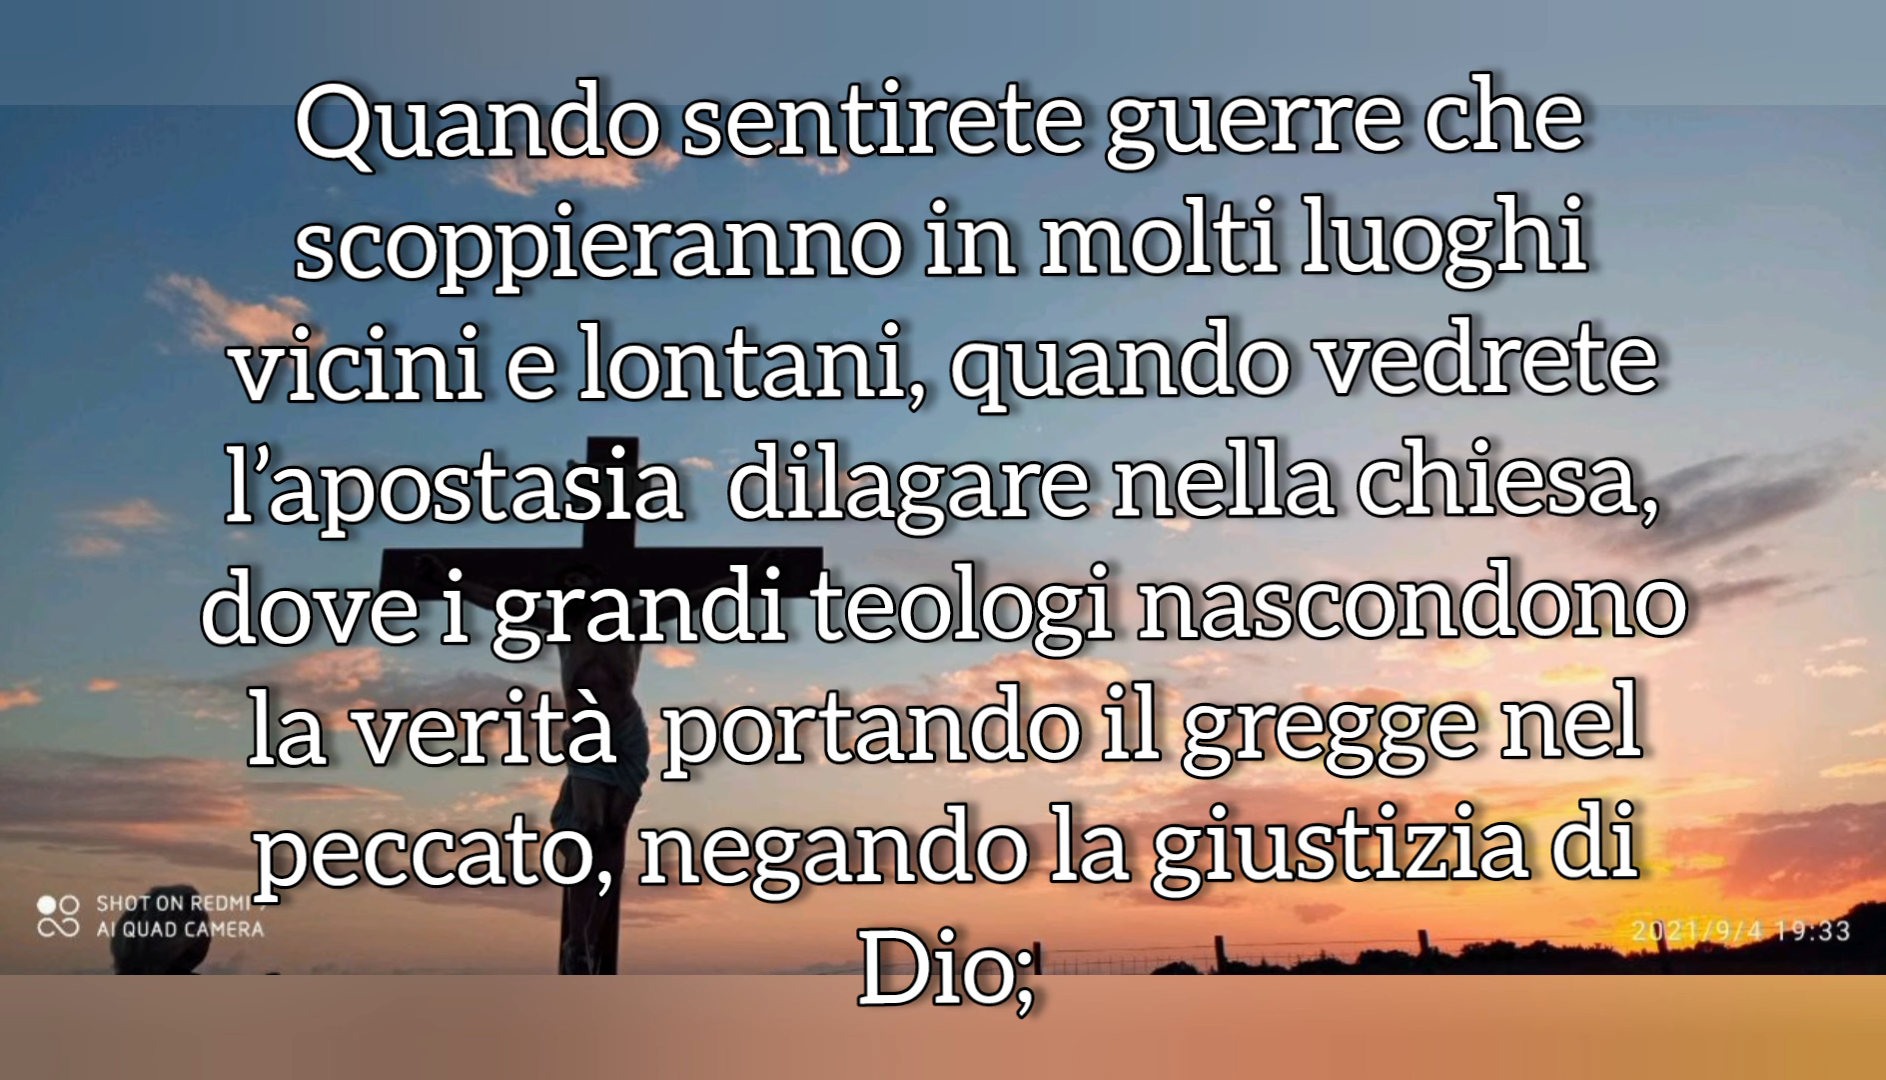 Quando sentirete guerre che
scoppieranno in molti luoghi
vicini e lontani, quando vedrete
l’apostasia  dilagare nella chiesa,
dove i grandi teologi nascondono
la verità  portando il gregge nel
peccato, negando la giustizia di
Dio;
SHOT ON REDMI 7
AI QUAD CAMERA
2021/9/4 19:33